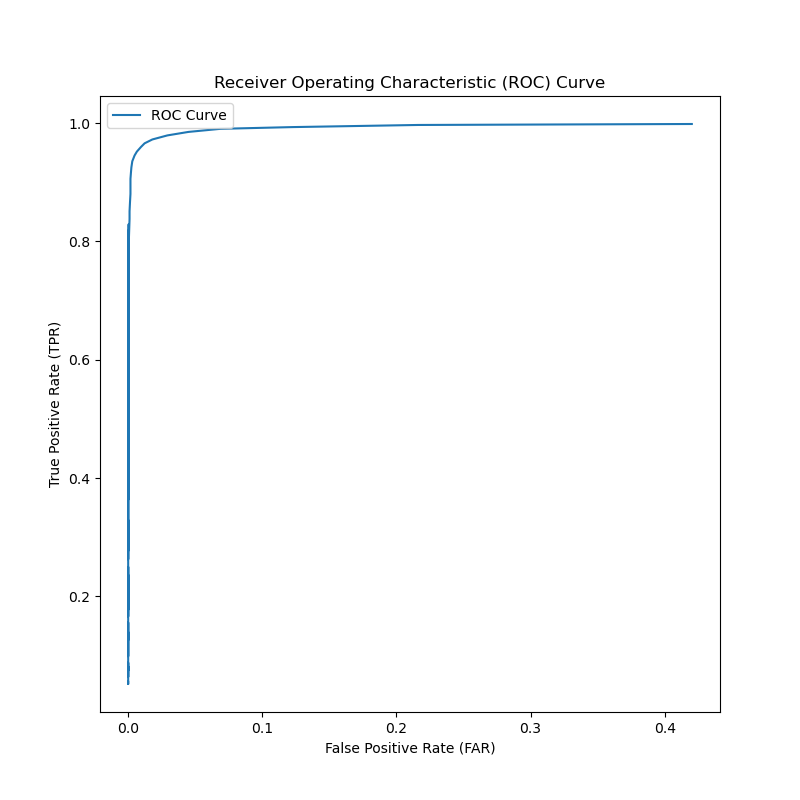 Receiver Operating Characteristic (ROC) Curve
ROC Curve
1.0
0.8
0.6
0.4
0.2
True Positive Rate (TPR)
0.0 0.1 0.2 0.3 0.4
False Positive Rate (FAR)